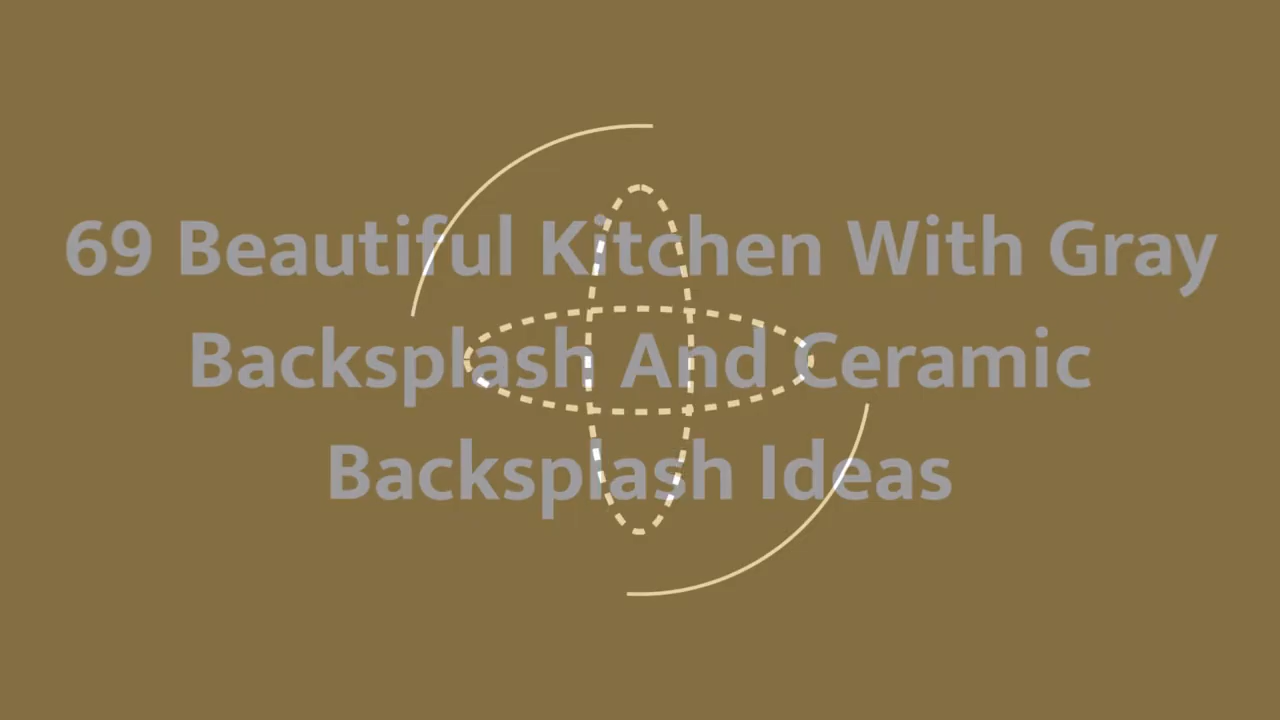 69 Beautiful Kitchen With Gray
Backsplash And Ceramic
Backsplash Ideas